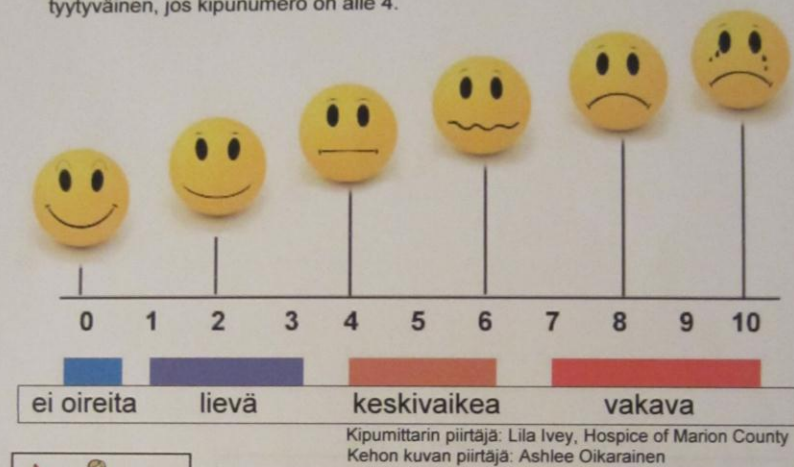 tyytyväinen, jos kipunumero on alle 4.
0 1 2 3 4 5 6 7 8 9 10
ei oireita lievä keskivaikea vakava
Kipumittarin piirtäjä: Lila Ivey, Hospice of Marion County
Kehon kuvan piirtäjä: Ashlee Oikarainen